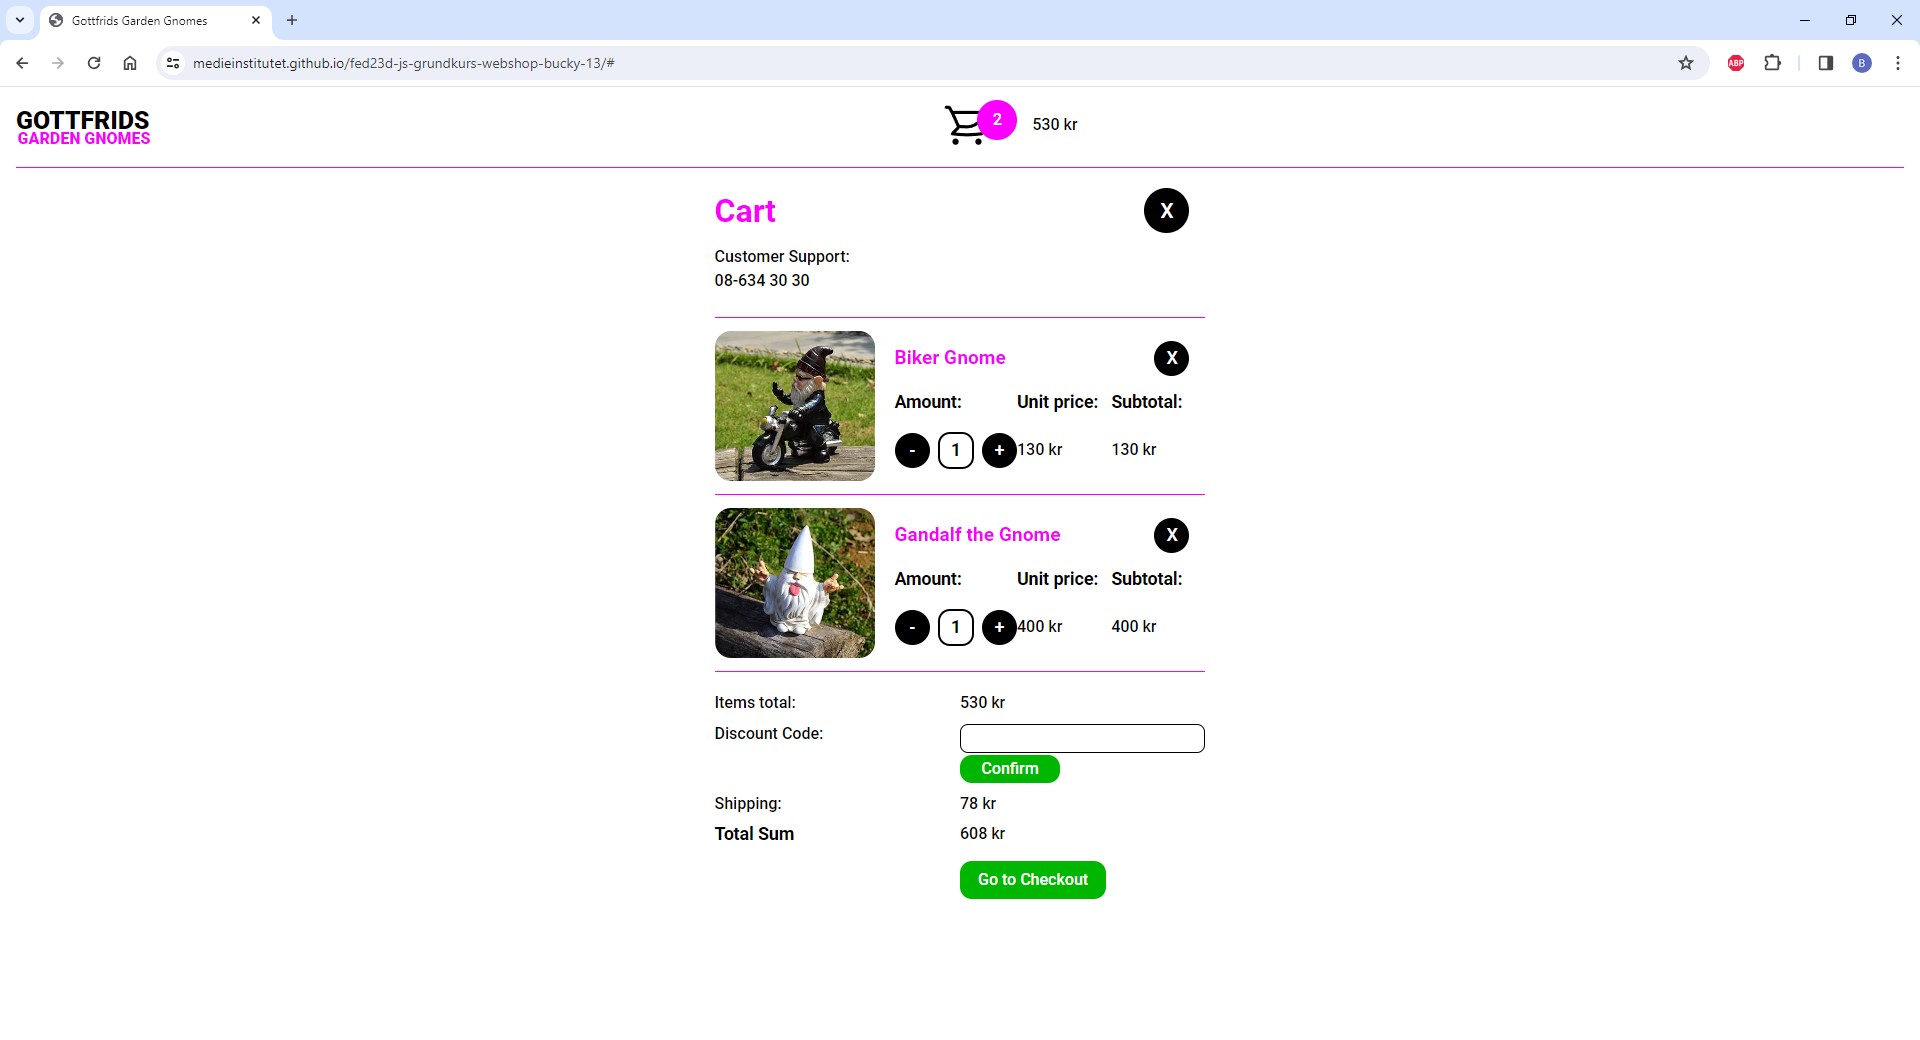 Gottfrids Garden Gnomes
medieinstitutet.github.io/fed23d-js-grundkurs-webshop-bucky-13/#
ABP
B
GOTTFRIDS
GARDEN GNOMES
2
530 kr
Cart
X
Customer Support:
08-634 30 30
Biker Gnome
X
Amount: Unit price: Subtotal:
- 1 + 130 kr 130 kr
Gandalf the Gnome
X
Amount: Unit price: Subtotal:
- 1 + 400 kr 400 kr
Items total: 530 kr
Discount Code:
Confirm
Shipping: 78 kr
Total Sum 608 kr
Go to Checkout